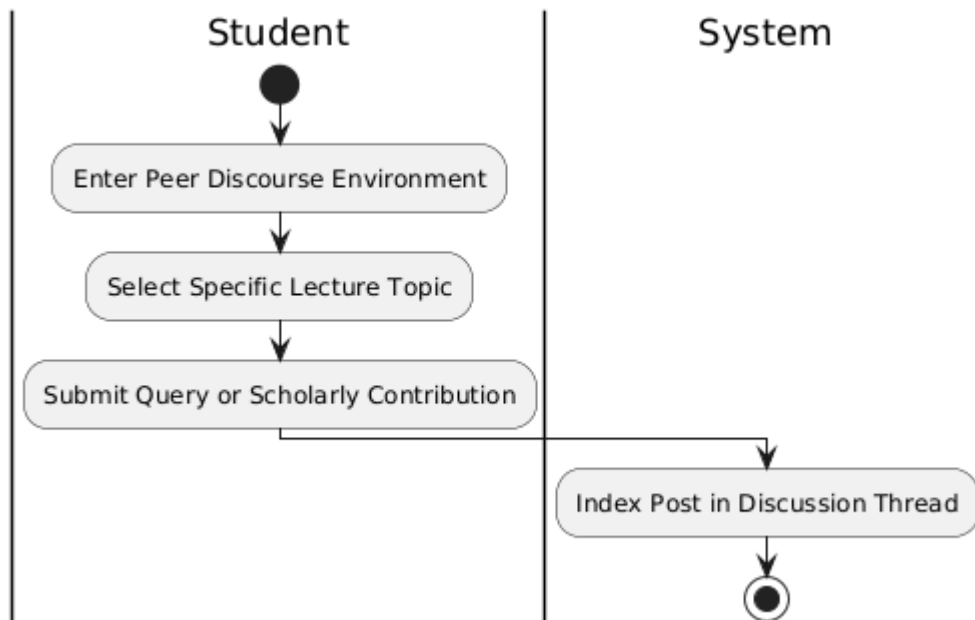 Student
System
Enter Peer Discourse Environment
Select Specific Lecture Topic
Submit Query or Scholarly Contribution
Index Post in Discussion Thread